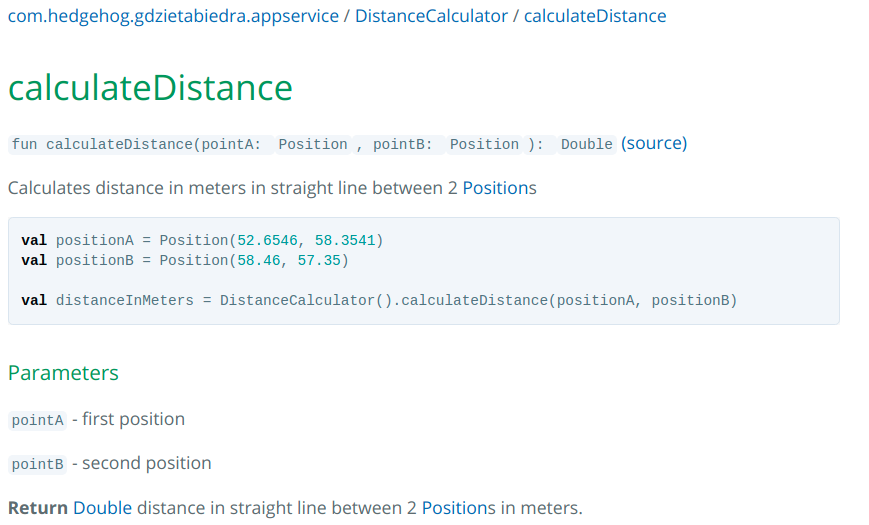 com.hedgehog.gdzietabiedra.appservice / DistanceCalculator / calculateDistance
calculateDistance
fun calculateDistance(pointA: Position , pointB: Position ): Double (source)
Calculates distance in meters in straight line between 2 Positions
val positionA = Position(52.6546, 58.3541)
val positionB = Position(58.46, 57.35)
val distanceInMeters = DistanceCalculator().calculateDistance(positionA, positionB)
Parameters
pointA - first position
pointB - second position
Return Double distance in straight line between 2 Positions in meters.